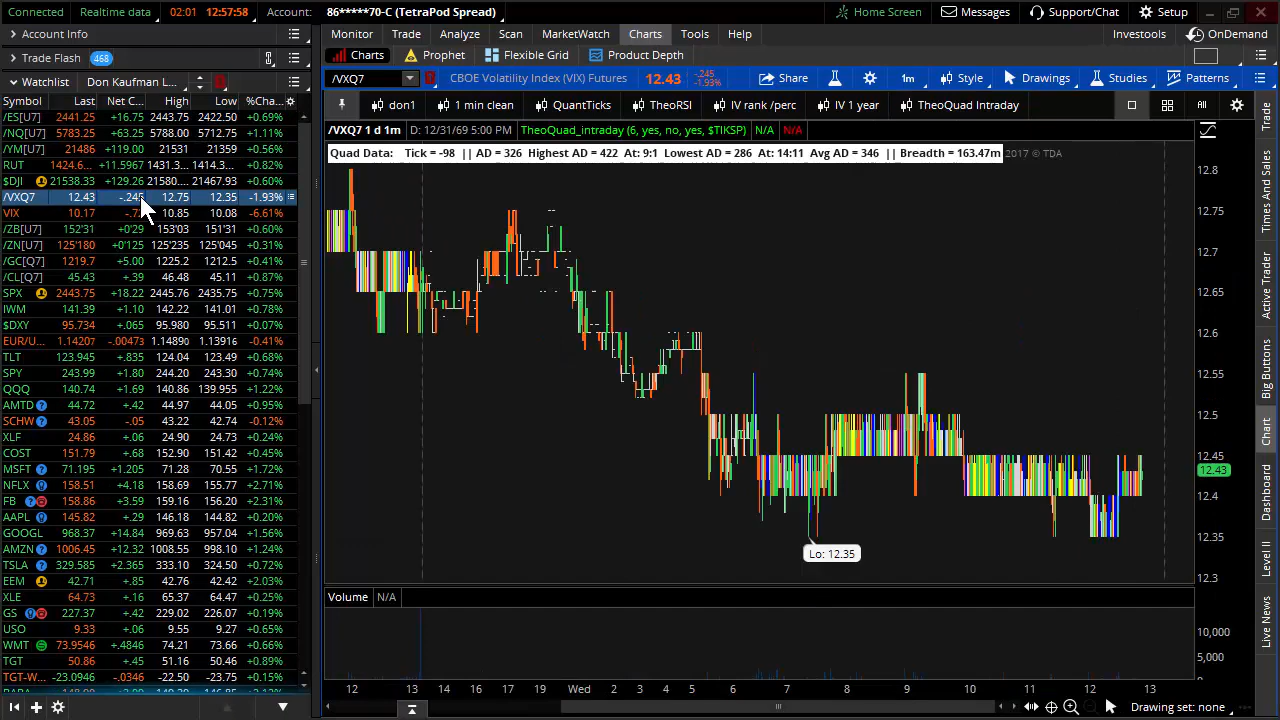 Connected Realtime data 02:01 12:57:58 Account: 86*****70-C (TetraPod Spread) Home Screen Messages Support/Chat Setup
Account Info
Trade Flash 468
Watchlist Don Kaufman L...
Monitor Trade Analyze Scan MarketWatch Charts Tools Help Investools OnDemand
Charts Prophet Flexible Grid Product Depth
/VXQ7 CBOE Volatility Index (VIX) Futures 12.43 -.245 -1.93% Share 1m Style Drawings Studies Patterns
don1 1 min clean QuantTicks TheoRSI IV rank /perc IV 1 year TheoQuad Intraday
/VXQ7 1 d 1m D: 12/31/69 5:00 PM TheoQuad_intraday (6, yes, no, yes, $TIKSP) N/A N/A
Quad Data: Tick = -98 || AD = 326 Highest AD = 422 At: 9:1 Lowest AD = 286 At: 14:11 Avg AD = 346 || Breadth = 163.47m 2017 © TDA
Symbol Last Net C... High Low %Cha...
/ES[U7] 2441.25 +16.75 2443.75 2422.50 +0.69%
/NQ[U7] 5783.25 +63.25 5788.00 5712.75 +1.11%
/YM[U7] 21486 +119.00 21531 21359 +0.56%
RUT 1424.6... +11.5967 1431.3... 1414.3... +0.82%
$DJI 21538.33 +129.26 21580.... 21467.93 +0.60%
/VXQ7 12.43 -.245 12.75 12.35 -1.93%
VIX 10.17 10.85 10.08 -6.61%
/ZB[U7] 152'31 +0'29 153'03 151'31 +0.60%
/ZN[U7] 125'180 +0'125 125'235 125'045 +0.31%
/GC[Q7] 1219.7 +5.00 1225.2 1212.5 +0.41%
/CL[Q7] 45.43 +.39 46.48 45.11 +0.87%
SPX 2443.75 +18.22 2445.76 2435.75 +0.75%
IWM 141.39 +1.10 142.22 141.01 +0.78%
$DXY 95.734 +.065 95.980 95.511 +0.07%
EUR/U... 1.14207 -.00473 1.14890 1.13916 -0.41%
TLT 123.945 +.835 124.04 123.49 +0.68%
SPY 243.99 +1.80 244.20 243.30 +0.74%
QQQ 140.74 +1.69 140.86 139.955 +1.22%
AMTD 44.72 +.42 44.97 44.05 +0.95%
SCHW 43.05 -.05 43.22 42.74 -0.12%
XLF 24.86 +.06 24.90 24.73 +0.24%
COST 151.79 +.68 152.90 151.42 +0.45%
MSFT 71.195 +1.205 71.28 70.55 +1.72%
NFLX 158.51 +4.18 159.69 155.77 +2.71%
FB 158.86 +3.59 159.16 156.20 +2.31%
AAPL 145.82 +.29 146.18 144.82 +0.20%
GOOGL 968.37 +14.84 969.63 957.04 +1.56%
AMZN 1006.45 +12.32 1008.55 998.10 +1.24%
TSLA 329.585 +2.365 333.10 324.50 +0.72%
EEM 42.71 +.85 42.76 42.42 +2.03%
XLE 64.73 +.16 65.37 64.47 +0.25%
GS 227.37 +.42 229.02 226.07 +0.19%
USO 9.33 +.06 9.55 9.27 +0.65%
WMT 73.9546 +.4846 74.21 73.66 +0.66%
TGT 50.86 +.45 51.16 50.46 +0.89%
TGT-W... -23.0946 -.0346 -22.50 -23.75 +0.15%
12.8
12.75
12.7
12.65
12.6
12.55
12.5
12.45
12.43
12.4
12.35
12.3
Lo: 12.35
Volume N/A
10,000
5,000
12 13 14 15 16 17 19 Wed 2 3 4 5 6 7 8 9 10 11 12 13
Drawing set: none
Trade
Times And Sales
Active Trader
Big Buttons
Chart
Dashboard
Level II
Live News